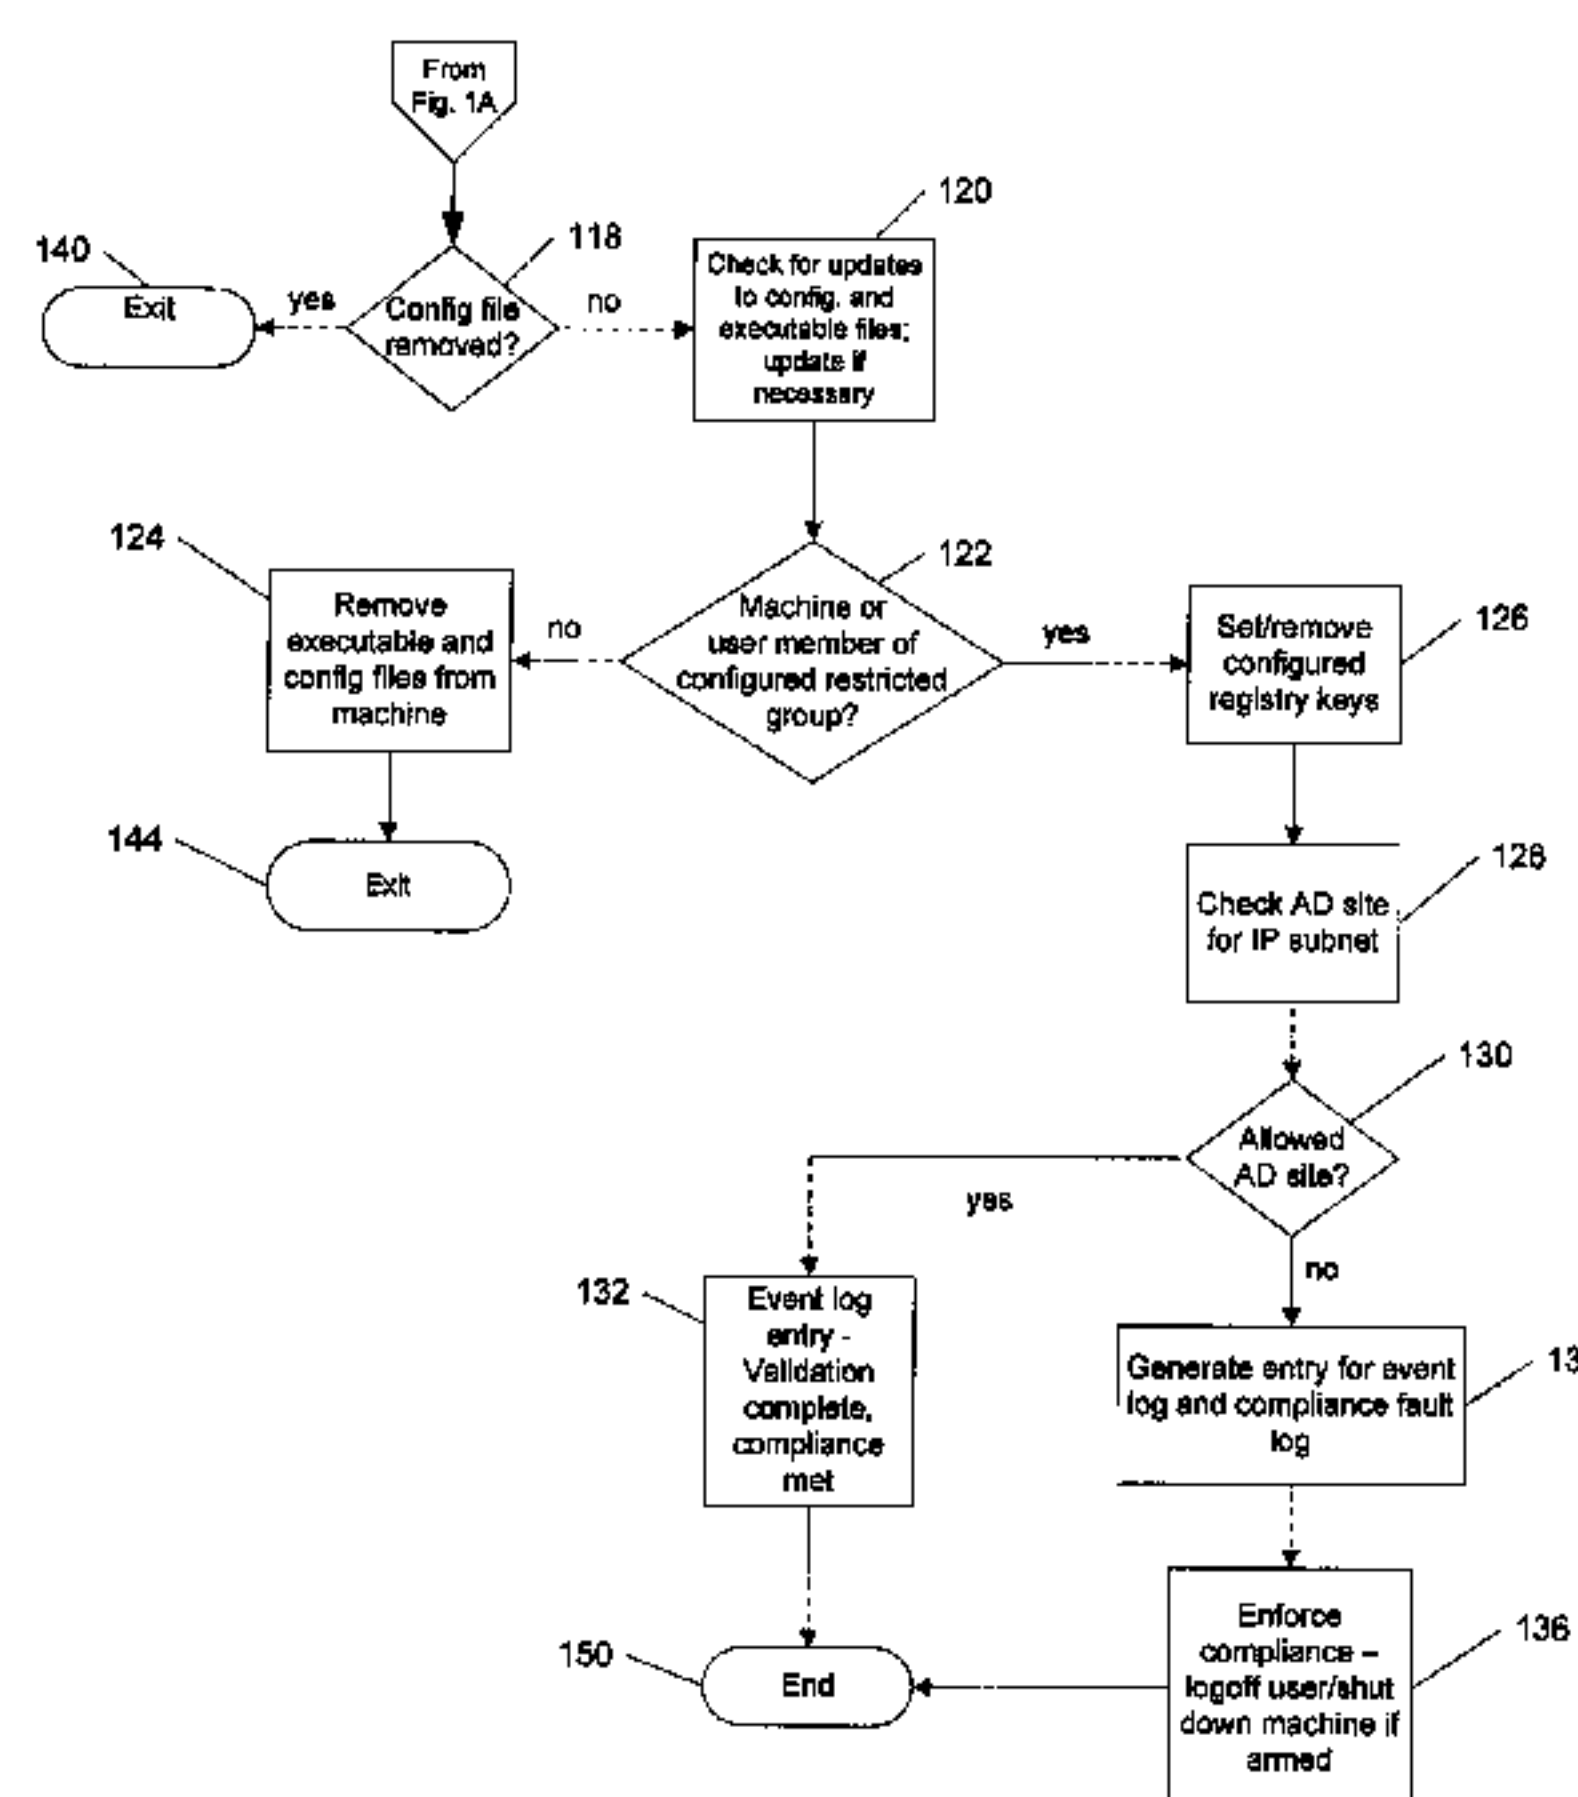 From
Fig. 1A
120
118
140
Exit
yes
Config file
removed?
no
Check for updates
to config. and
executable files;
update if
necessary
124
122
Remove
executable and
config files from
machine
no
Machine or
user member of
configured restricted
group?
yes
Set/remove
configured
registry keys
126
144
Exit
Check AD site
for IP subnet
128
130
Allowed
AD site?
yes
no
132
Event log
entry -
Validation
complete,
compliance
met
Generate entry for event
log and compliance fault
log
13
150
End
Enforce
compliance –
logoff user/shut
down machine if
armed
136